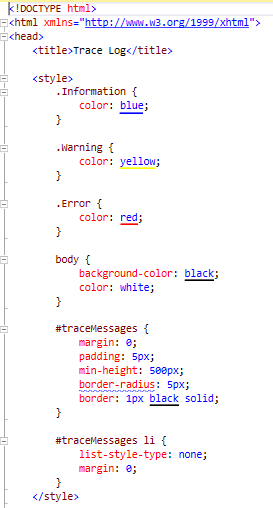 <!DOCTYPE html>
<html xmlns="http://www.w3.org/1999/xhtml">
<head>
    <title>Trace Log</title>

    <style>
        .Information {
            color: blue;
        }

        .Warning {
            color: yellow;
        }

        .Error {
            color: red;
        }

        body {
            background-color: black;
            color: white;
        }

        #traceMessages {
            margin: 0;
            padding: 5px;
            min-height: 500px;
            border-radius: 5px;
            border: 1px black solid;
        }

        #traceMessages li {
            list-style-type: none;
            margin: 0;
        }
    </style>